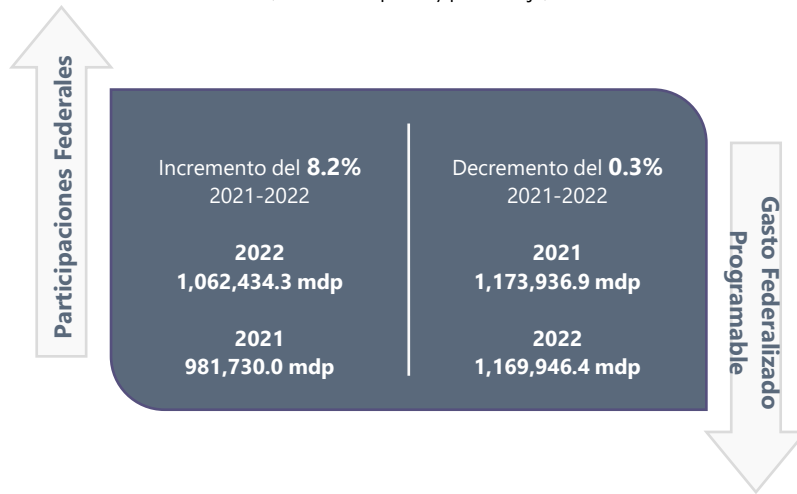 Participaciones Federales
Incremento del 8.2%
2021-2022
2022
1,062,434.3 mdp
2021
981,730.0 mdp
Decremento del 0.3%
2021-2022
2021
1,173,936.9 mdp
2022
1,169,946.4 mdp
Gasto Federalizado
Programable